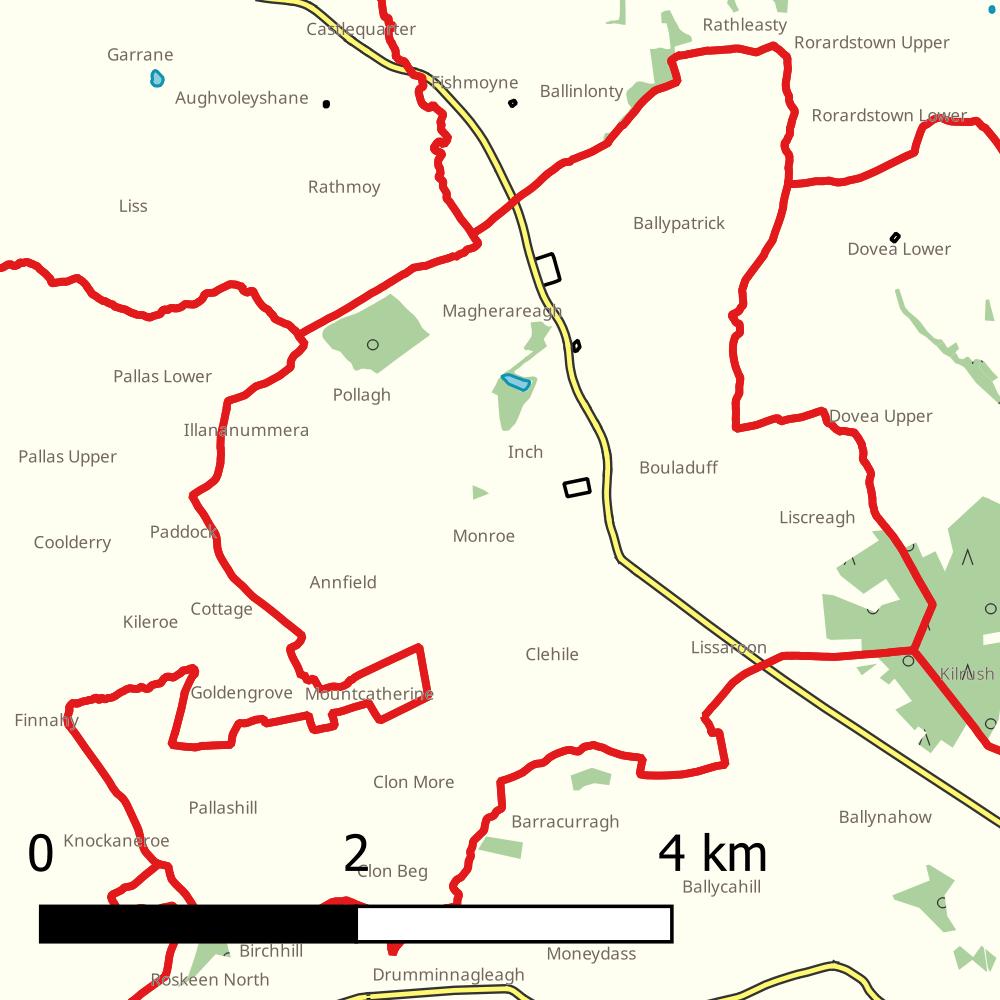 Rathleasty
Castlequarter
Rorardstown Upper
Garrane
Fishmoyne
Ballinlonty
Aughvoleyshane
Rorardstown Lower
Rathmoy
Liss
Ballypatrick
Dovea Lower
Magherareagh
Pallas Lower
Pollagh
Dovea Upper
Illananummera
Inch
Pallas Upper
Bouladuff
Liscreagh
Paddock
Monroe
Coolderry
Annfield
Cottage
Kileroe
Lissaroon
Clehile
Kilrush
Goldengrove
Mountcatherine
Finnahy
Clon More
Pallashill
Ballynahow
Barracurragh
Knockaneroe
0 2 4 km
Clon Beg
Ballycahill
Birchhill
Moneydass
Drumminnagleagh
Roskeen North